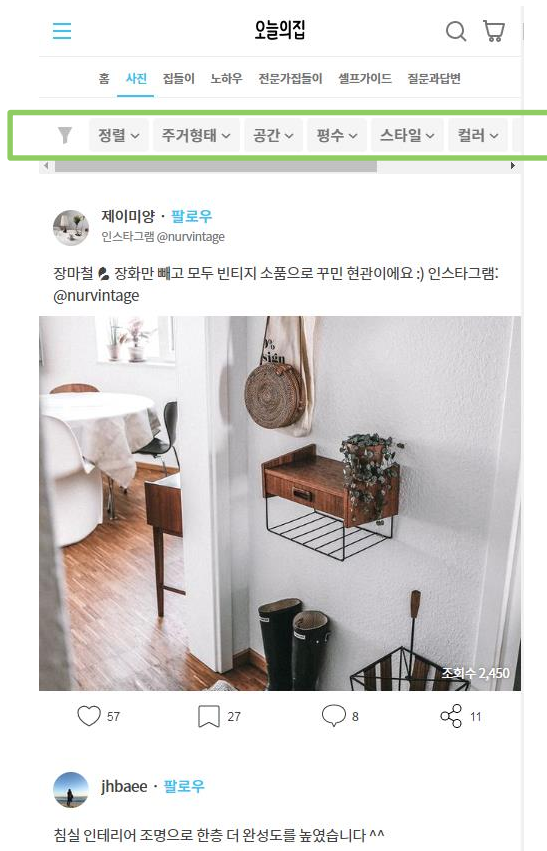 오늘의집
홈 사진 집들이 노하우 전문가집들이 셀프가이드 질문과답변
정렬 주거형태 공간 평수 스타일 컬러
제이미양 · 팔로우
인스타그램 @nurvintage
장마철 🌂 장화만 빼고 모두 빈티지 소품으로 꾸민 현관이에요 :) 인스타그램:
@nurvintage
조회수 2,450
57 27 8 11
jhbaee · 팔로우
침실 인테리어 조명으로 한층 더 완성도를 높였습니다 ^^